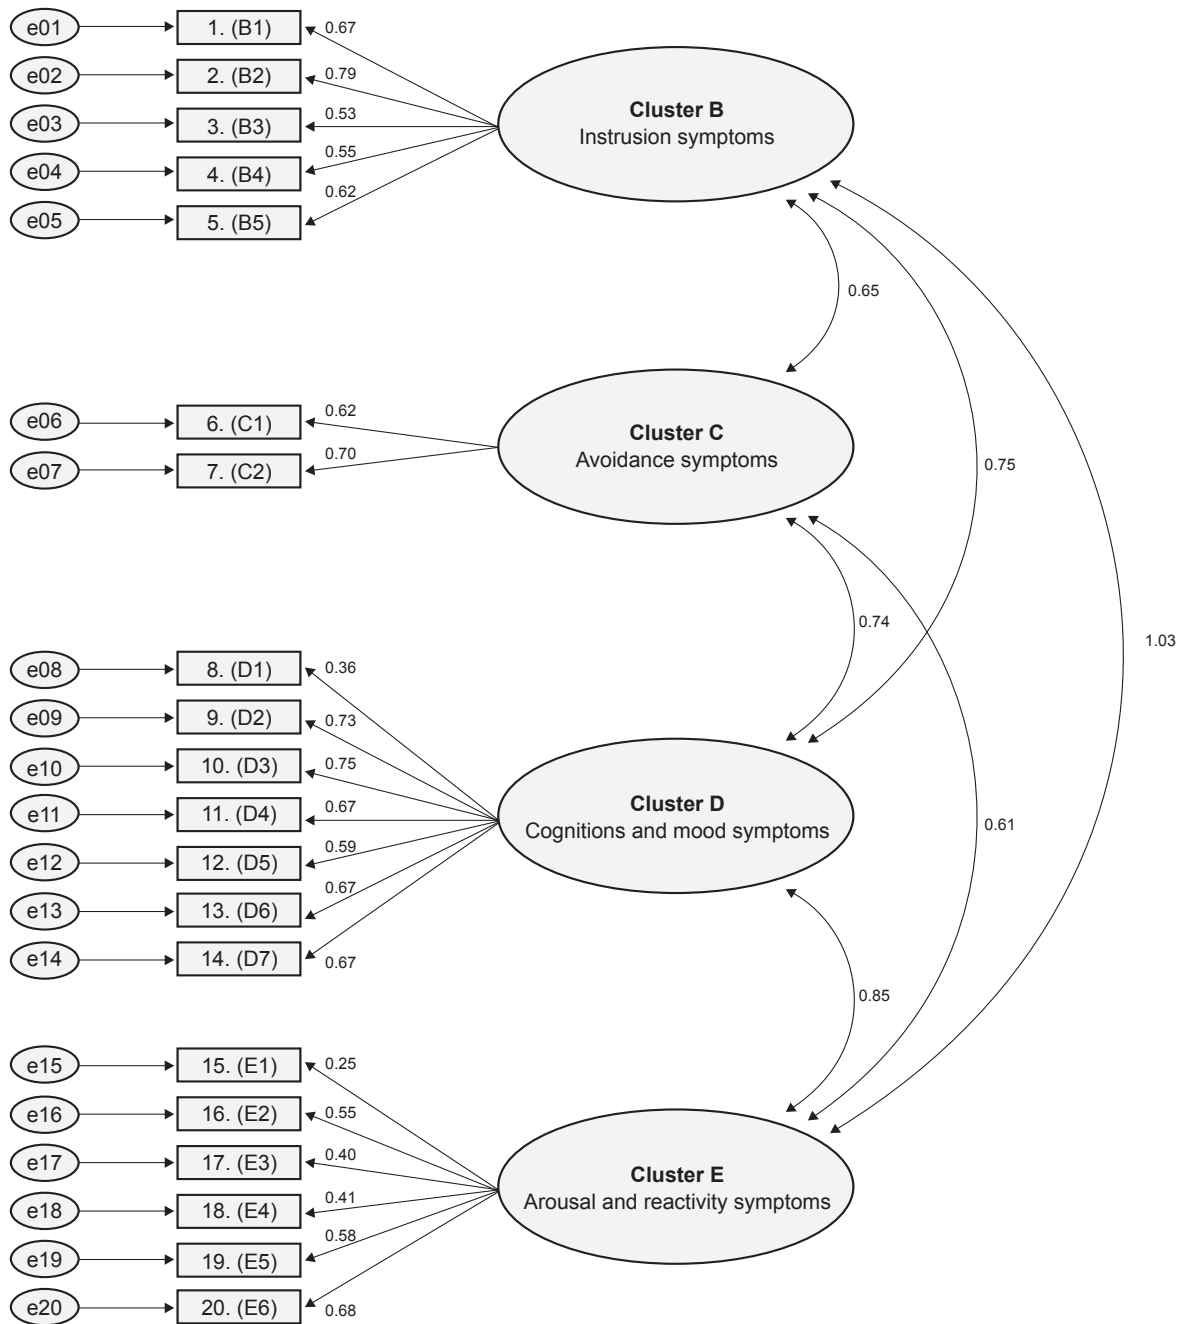 e01 1. (B1) 0.67
e02 2. (B2) 0.79
e03 3. (B3) 0.53
e04 4. (B4) 0.55
e05 5. (B5) 0.62
Cluster B
Instrusion symptoms
0.65
e06 6. (C1) 0.62
e07 7. (C2) 0.70
Cluster C
Avoidance symptoms
0.75
0.74
1.03
e08 8. (D1) 0.36
e09 9. (D2) 0.73
e10 10. (D3) 0.75
e11 11. (D4) 0.67
e12 12. (D5) 0.59
e13 13. (D6) 0.67
e14 14. (D7) 0.67
Cluster D
Cognitions and mood symptoms
0.61
0.85
e15 15. (E1) 0.25
e16 16. (E2) 0.55
e17 17. (E3) 0.40
e18 18. (E4) 0.41
e19 19. (E5) 0.58
e20 20. (E6) 0.68
Cluster E
Arousal and reactivity symptoms